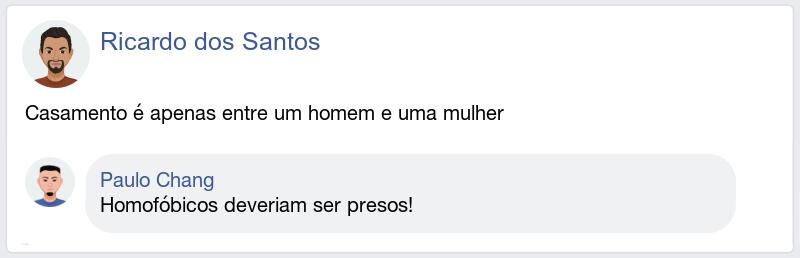 Ricardo dos Santos
Casamento é apenas entre um homem e uma mulher
Paulo Chang
Homofóbicos deveriam ser presos!